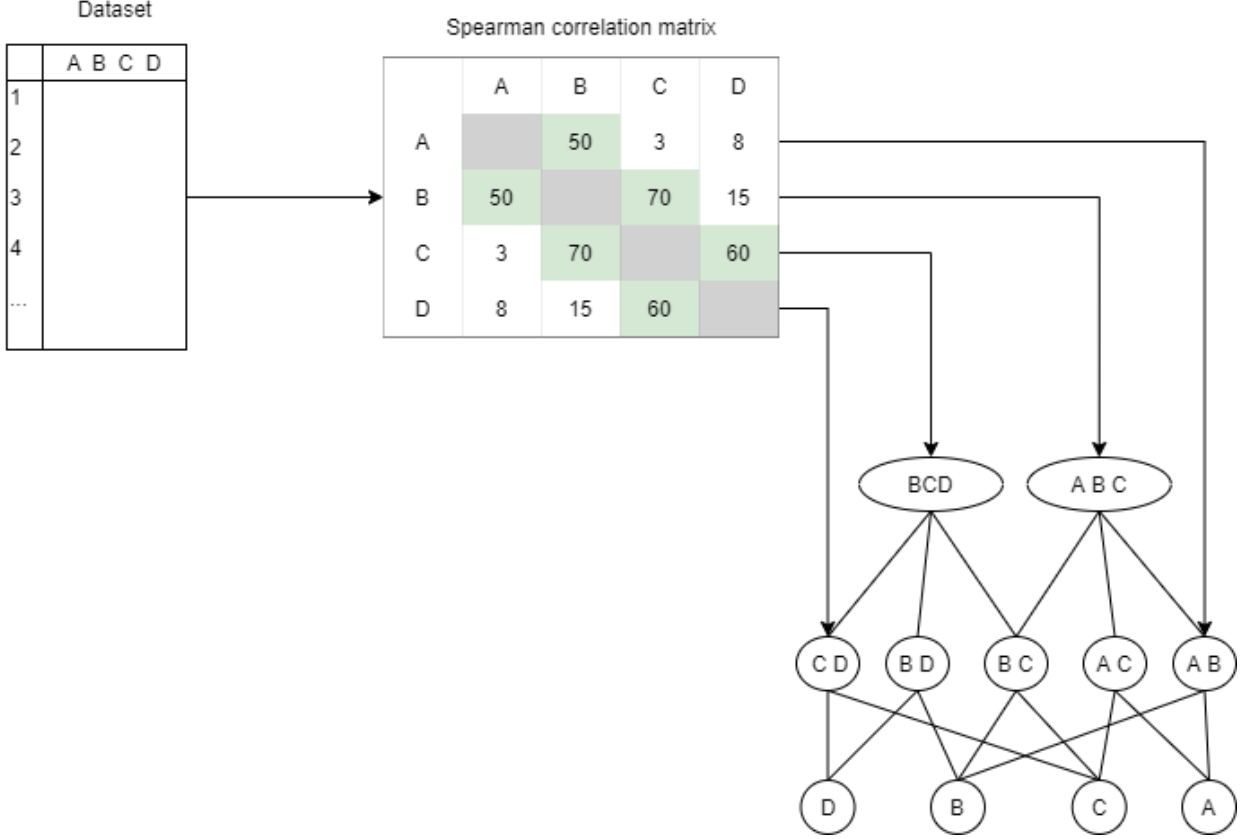 Dataset
A B C D
1
2
3
4
...
Spearman correlation matrix
A B C D
A 50 3 8
B 50 70 15
C 3 70 60
D 8 15 60
BCD A B C
C D B D B C A C A B
D B C A